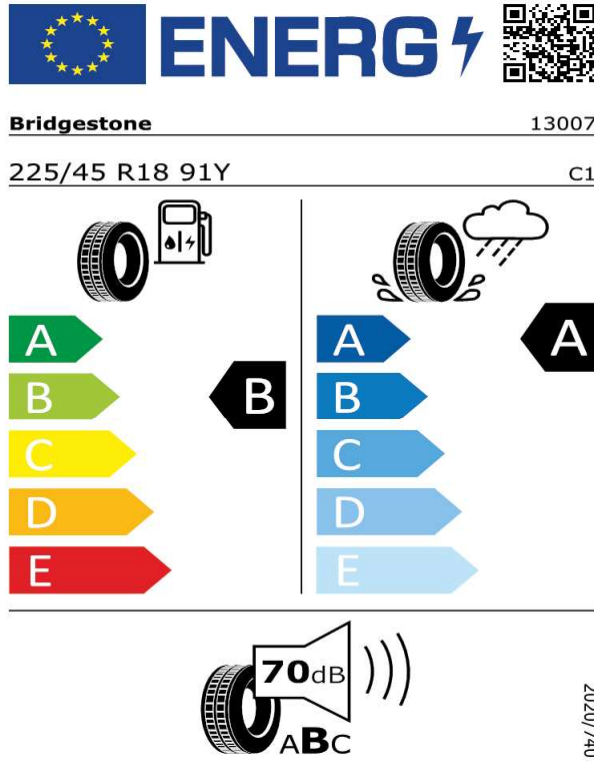 ENERG
Bridgestone 13007
225/45 R18 91Y C1
A A A
B B B
C C
D D
E E
70dB
ABC
2020/740